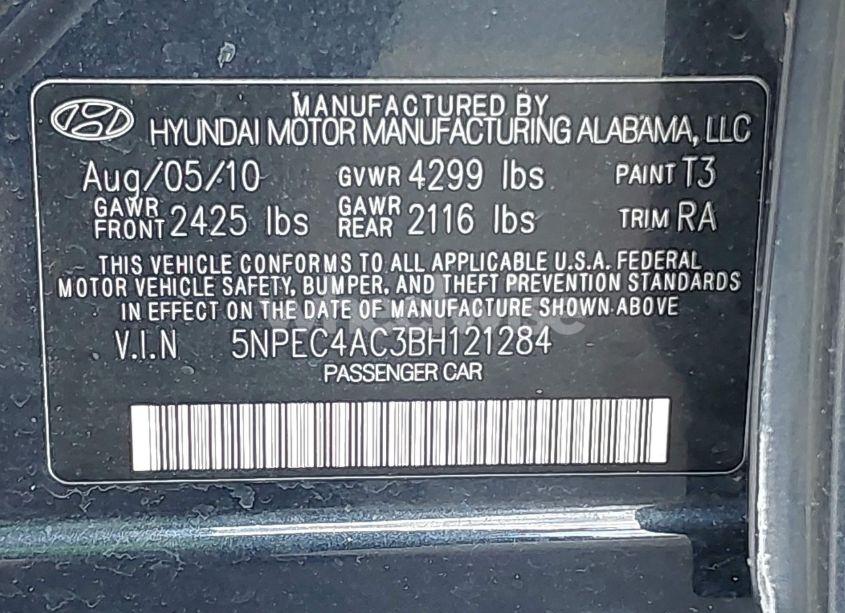 MANUFACTURED BY
HYUNDAI MOTOR MANUFACTURING ALABAMA, LLC
Aug/05/10 GVWR 4299 lbs PAINT T3
GAWR FRONT 2425 lbs GAWR REAR 2116 lbs TRIM RA
THIS VEHICLE CONFORMS TO ALL APPLICABLE U.S.A. FEDERAL
MOTOR VEHICLE SAFETY, BUMPER, AND THEFT PREVENTION STANDARDS
IN EFFECT ON THE DATE OF MANUFACTURE SHOWN ABOVE
V.I.N 5NPEC4AC3BH121284
PASSENGER CAR